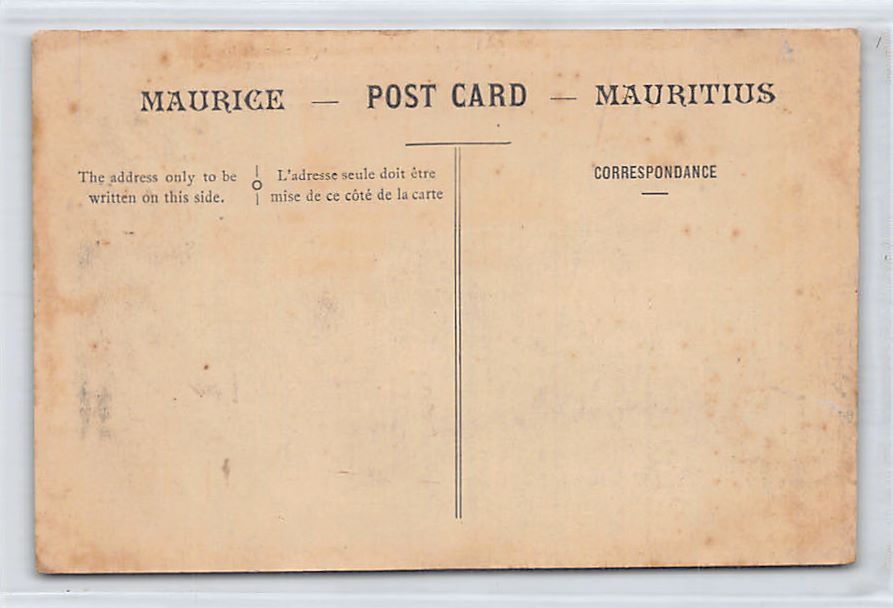 MAURICE — POST CARD — MAURITIUS
The address only to be
written on this side.
L'adresse seule doit être
mise de ce côté de la carte
CORRESPONDANCE